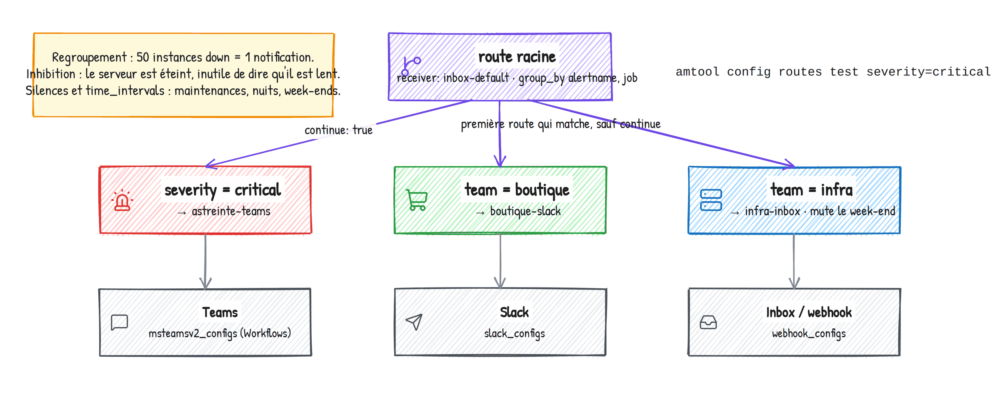 Regroupement : 50 instances down = 1 notification.
Inhibition : le serveur est éteint, inutile de dire qu'il est lent.
Silences et time_intervals : maintenances, nuits, week-ends.
route racine
receiver: inbox-default · group_by alertname, job
amtool config routes test severity=critical
continue: true
première route qui matche, sauf continue
severity = critical
→ astreinte-teams
team = boutique
→ boutique-slack
team = infra
→ infra-inbox · mute le week-end
Teams
msteamsv2_configs (Workflows)
Slack
slack_configs
Inbox / webhook
webhook_configs